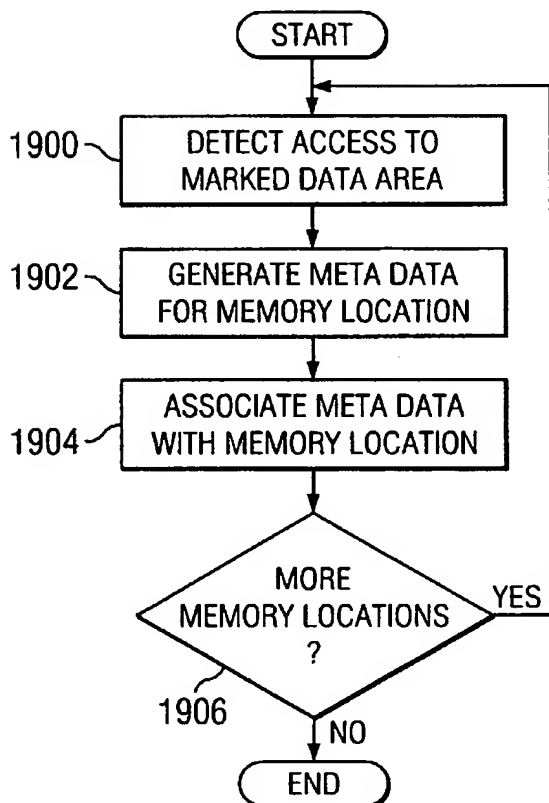 START
1900
DETECT ACCESS TO
MARKED DATA AREA
1902
GENERATE META DATA
FOR MEMORY LOCATION
1904
ASSOCIATE META DATA
WITH MEMORY LOCATION
MORE
MEMORY LOCATIONS
?
YES
1906
NO
END